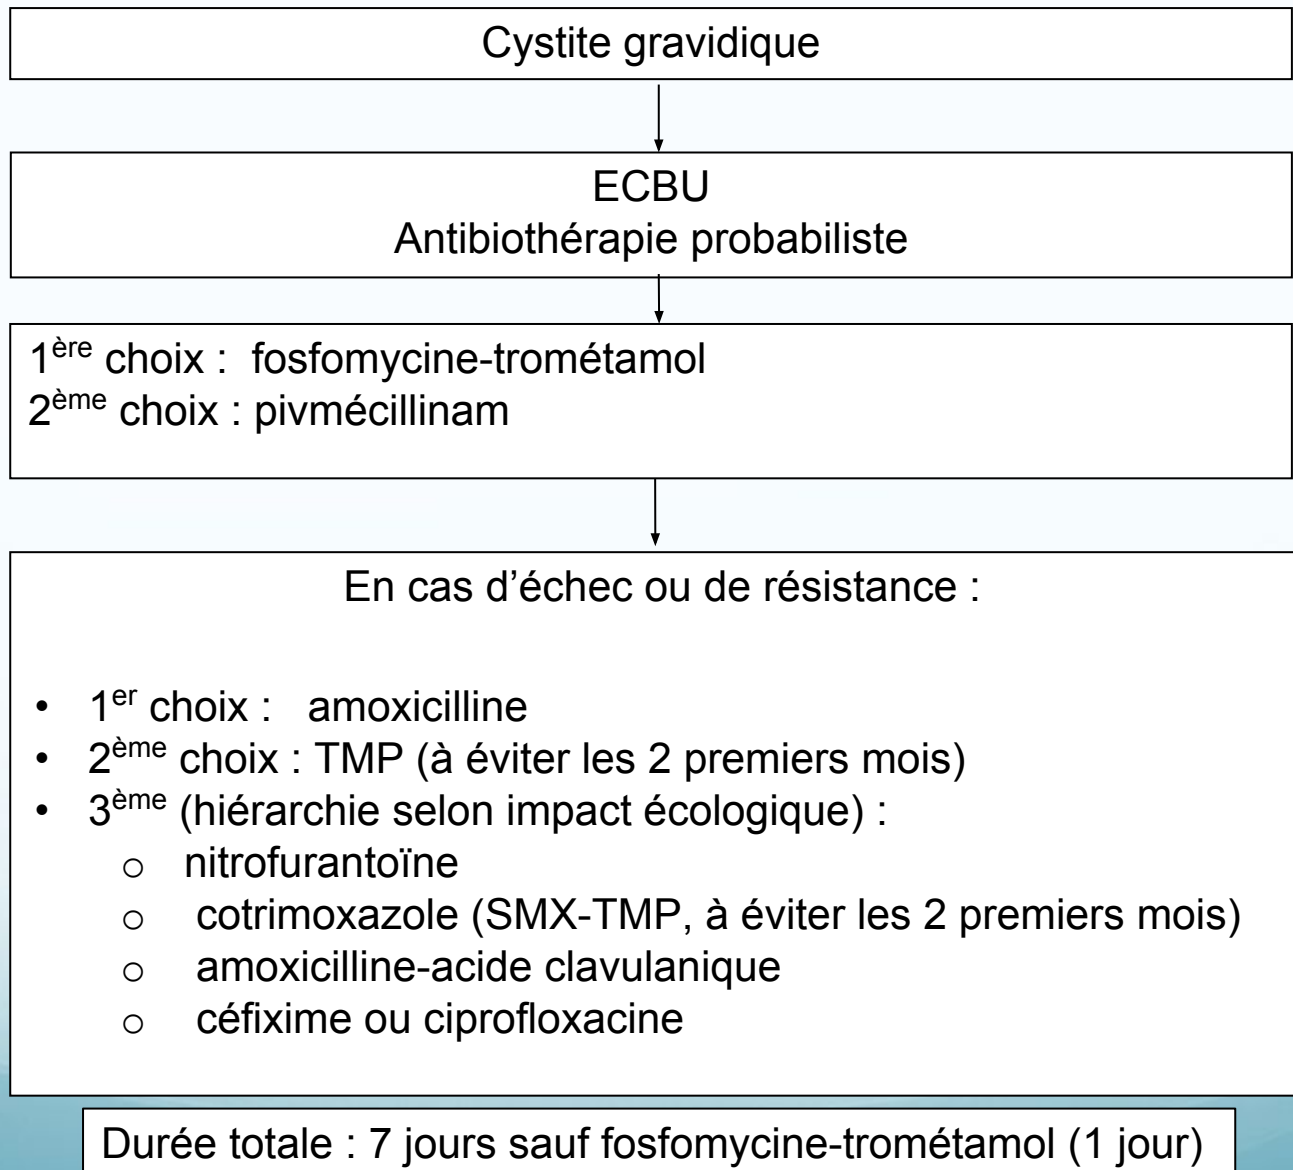 Cystite gravidique
ECBU
Antibiothérapie probabiliste
1ère choix : fosfomycine-trométamol
2ème choix : pivmécillinam
En cas d’échec ou de résistance :
• 1er choix : amoxicilline
• 2ème choix : TMP (à éviter les 2 premiers mois)
• 3ème (hiérarchie selon impact écologique) :
o nitrofurantoïne
o cotrimoxazole (SMX-TMP, à éviter les 2 premiers mois)
o amoxicilline-acide clavulanique
o céfixime ou ciprofloxacine
Durée totale : 7 jours sauf fosfomycine-trométamol (1 jour)